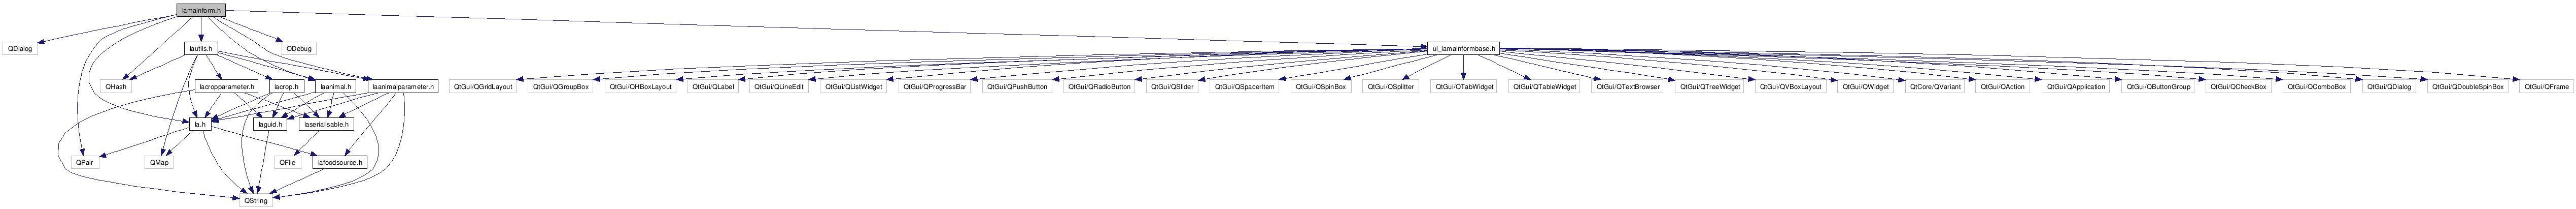 lamainform.h
QDialog
lautils.h
QDebug
ui_lamainformbase.h
QHash
lacropparameter.h
lacrop.h
laanimal.h
laanimalparameter.h
QtGui/QGridLayout
QtGui/QGroupBox
QtGui/QHBoxLayout
QtGui/QLabel
QtGui/QLineEdit
QtGui/QListWidget
QtGui/QProgressBar
QtGui/QPushButton
QtGui/QRadioButton
QtGui/QSlider
QtGui/QSpacerItem
QtGui/QSpinBox
QtGui/QSplitter
QtGui/QTabWidget
QtGui/QTableWidget
QtGui/QTextBrowser
QtGui/QTreeWidget
QtGui/QVBoxLayout
QtGui/QWidget
QtCore/QVariant
QtGui/QAction
QtGui/QApplication
QtGui/QButtonGroup
QtGui/QCheckBox
QtGui/QComboBox
QtGui/QDialog
QtGui/QDoubleSpinBox
QtGui/QFrame
la.h
laguid.h
laserialisable.h
QPair
QMap
QFile
lafoodsource.h
QString